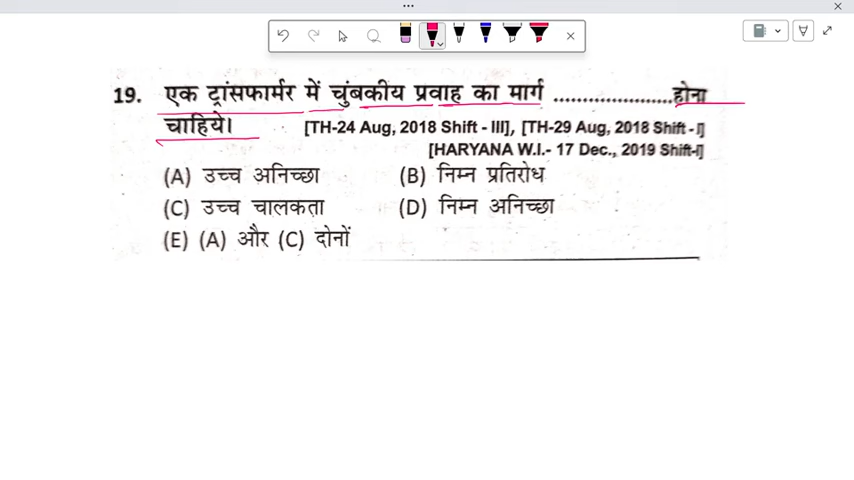 19. एक ट्रांसफार्मर में चुंबकीय प्रवाह का मार्ग ......................होना
चाहिये। [TH-24 Aug, 2018 Shift - III], [TH-29 Aug, 2018 Shift - I]
[HARYANA W.I.- 17 Dec., 2019 Shift-I]
(A) उच्च अनिच्छा (B) निम्न प्रतिरोध
(C) उच्च चालकता (D) निम्न अनिच्छा
(E) (A) और (C) दोनों